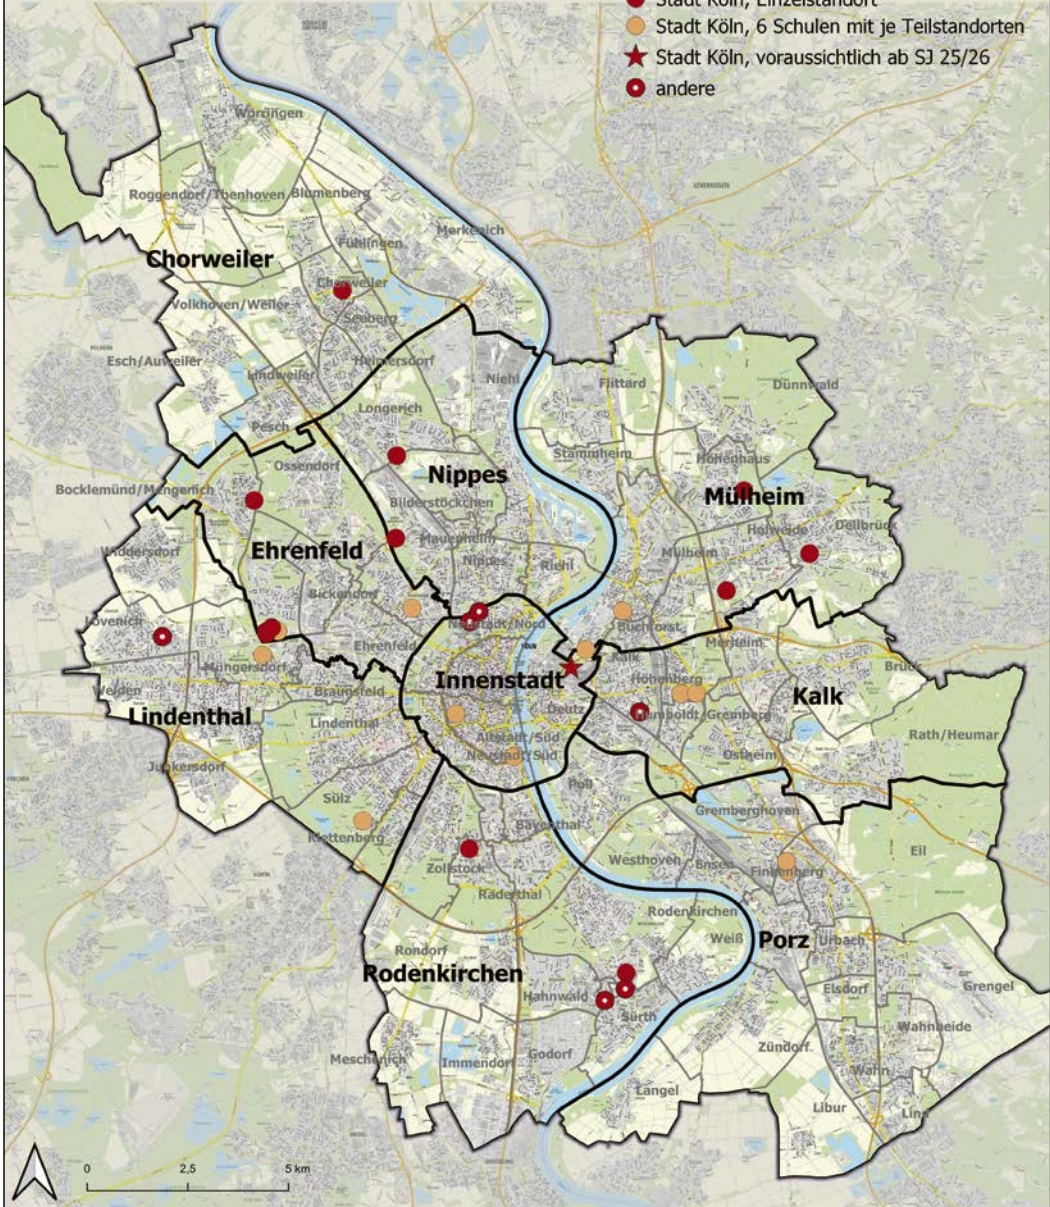 Stadt Köln, Einzelstandort
Stadt Köln, 6 Schulen mit je Teilstandorten
Stadt Köln, voraussichtlich ab SJ 25/26
andere
Worringen
Roggendorf/Thenhoven
Blumenberg
Merkenich
Fühlingen
Chorweiler
Chorweiler
Volkhoven/Weiler
Seeberg
Esch/Auweiler
Heimersdorf
Lindweiler
Niehl
Flittard
Dünnwald
Longerich
Pesch
Stammheim
Höhenhaus
Ossendorf
Nippes
Bocklemünd/Mengenich
Bilderstöckchen
Mülheim
Holweide
Dellbrück
Mauenheim
Widdersdorf
Ehrenfeld
Mülheim
Nippes
Riehl
Bickendorf
Lövenich
Neustadt/Nord
Buchforst
Ehrenfeld
Merheim
Kalk
Müngersdorf
Brück
Höhenberg
Innenstadt
Weiden
Braunsfeld
Kalk
Deutz
Humboldt/Gremberg
Lindenthal
Lindenthal
Rath/Heumar
Altstadt/Süd
Neustadt/Süd
Ostheim
Junkersdorf
Poll
Sülz
Gremberghoven
Bayenthal
Klettenberg
Eil
Westhoven
Ensen
Zollstock
Finkenberg
Raderthal
Rodenkirchen
Weiß
Porz
Urbach
Rondorf
Rodenkirchen
Elsdorf
Grengel
Hahnwald
Sürth
Wahnheide
Zündorf
Godorf
Meschenich
Immendorf
Wahn
Langel
Libur
Lind
0 2,5 5 km